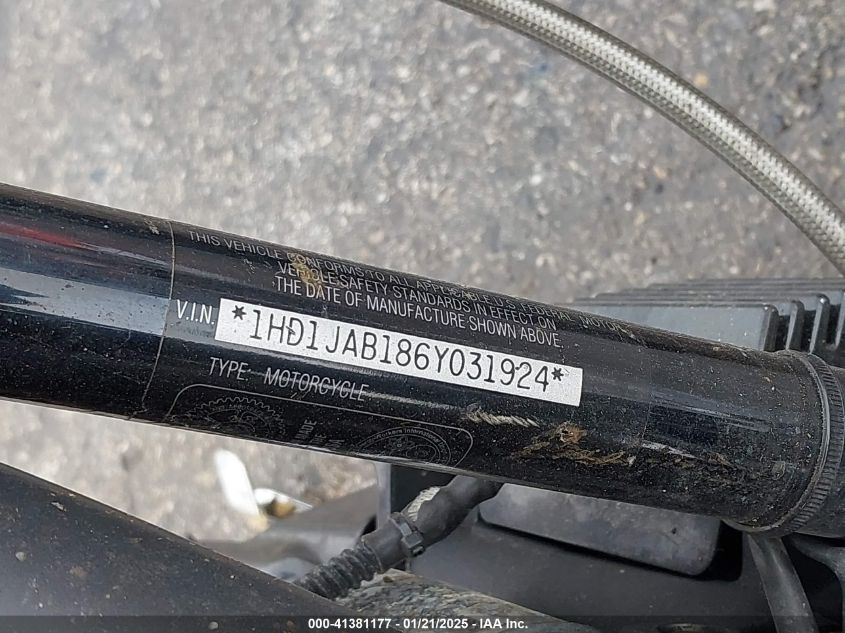 THIS VEHICLE CONFORMS TO ALL APPLICABLE U.S. FEDERAL MOTOR
VEHICLE SAFETY STANDARDS IN EFFECT ON
THE DATE OF MANUFACTURE SHOWN ABOVE.
V.I.N. *1HD1JAB186Y031924*
TYPE: MOTORCYCLE
MADE
000-41381177 - 01/21/2025 - IAA Inc.